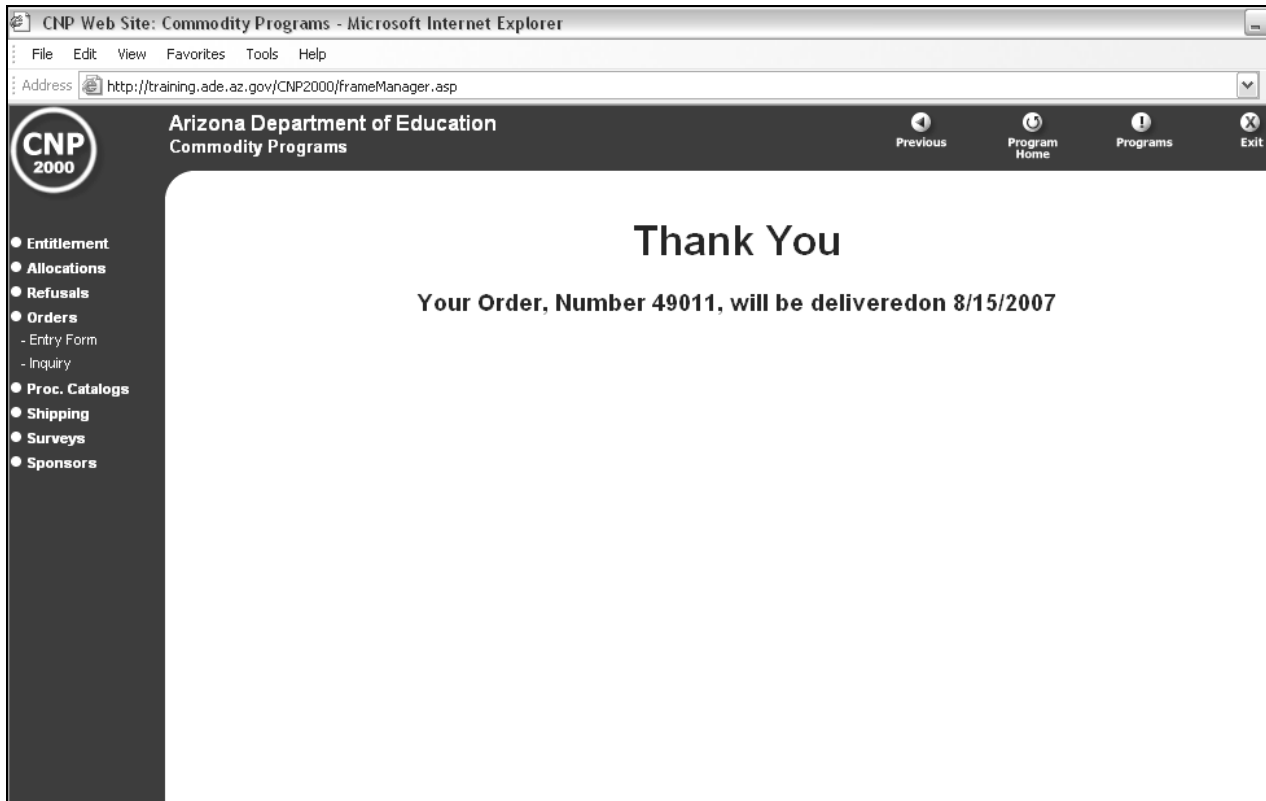 CNP Web Site: Commodity Programs - Microsoft Internet Explorer
File Edit View Favorites Tools Help
Address http://training.ade.az.gov/CNP2000/frameManager.asp
CNP
2000
Arizona Department of Education
Commodity Programs
Previous
Program
Home
Programs
Exit
Entitlement
Allocations
Refusals
Orders
- Entry Form
- Inquiry
Proc. Catalogs
Shipping
Surveys
Sponsors
Thank You
Your Order, Number 49011, will be deliveredon 8/15/2007